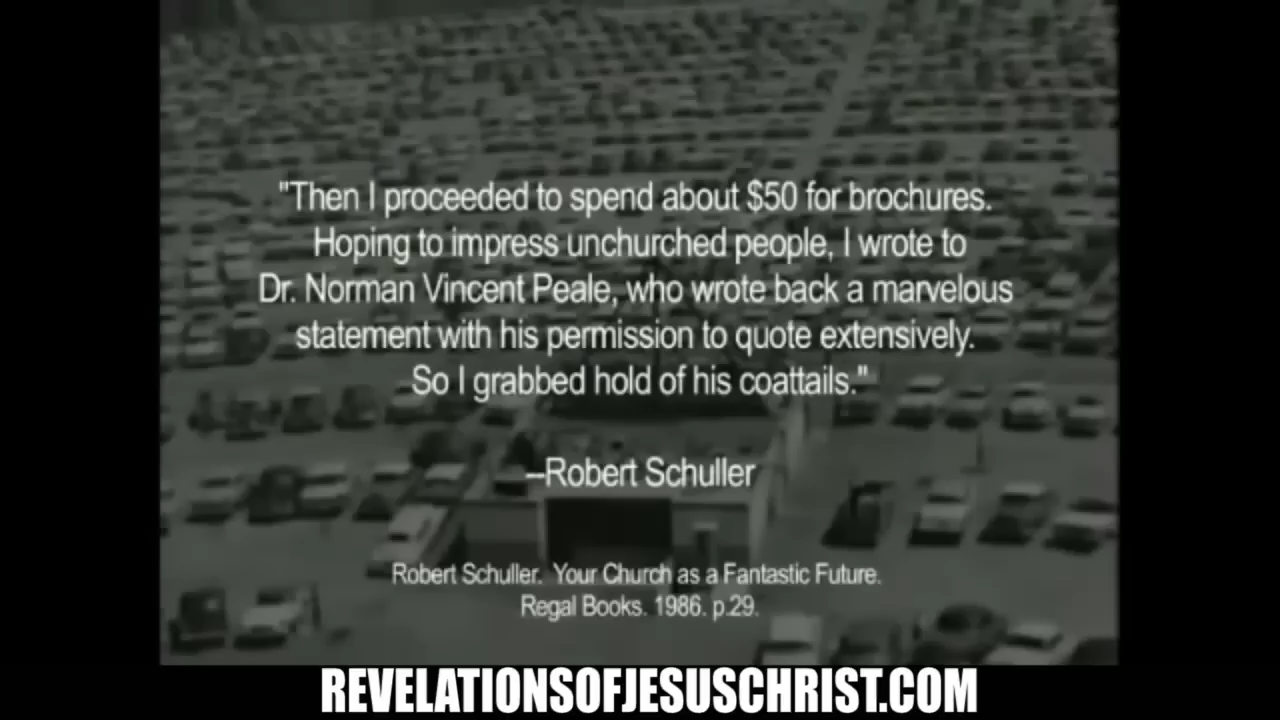 "Then I proceeded to spend about $50 for brochures.
Hoping to impress unchurched people, I wrote to
Dr. Norman Vincent Peale, who wrote back a marvelous
statement with his permission to quote extensively.
So I grabbed hold of his coattails."
–Robert Schuller
Robert Schuller. Your Church as a Fantastic Future.
Regal Books. 1986. p.29.
REVELATIONSOFJESUSCHRIST.COM